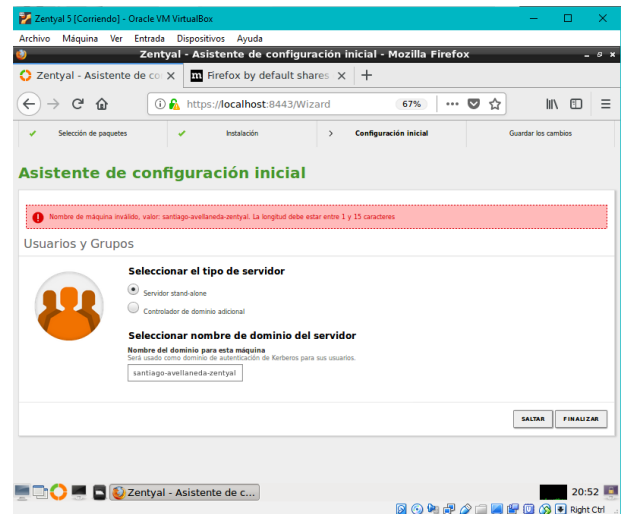 Zentyal 5 [Corriendo] - Oracle VM VirtualBox
Archivo Máquina Ver Entrada Dispositivos Ayuda
Zentyal - Asistente de configuración inicial - Mozilla Firefox
Zentyal - Asistente de co
m Firefox by default shares
https://localhost:8443/Wizard 67%
Selección de paquetes Instalación Configuración inicial Guardar los cambios
Asistente de configuración inicial
Nombre de máquina inválido, valor: santiago-avellaneda-zentyal. La longitud debe estar entre 1 y 15 caracteres
Usuarios y Grupos
Seleccionar el tipo de servidor
Servidor stand-alone
Controlador de dominio adicional
Seleccionar nombre de dominio del servidor
Nombre del dominio para esta máquina
Será usado como dominio de autenticación de Kerberos para sus usuarios.
santiago-avellaneda-zentyal
SALTAR FINALIZAR
Zentyal - Asistente de c... 20:52
Right Ctrl